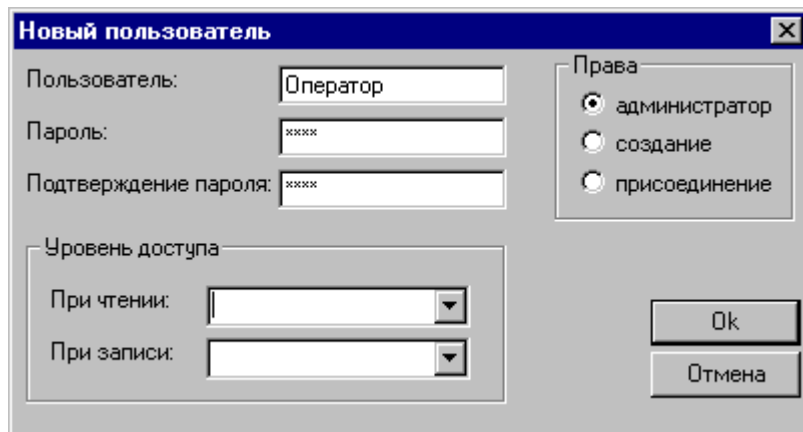 Новый пользователь
Пользователь: Оператор
Пароль: ××××
Подтверждение пароля: ××××
Права
администратор
создание
присоединение
Уровень доступа
При чтении:
При записи:
Ok
Отмена